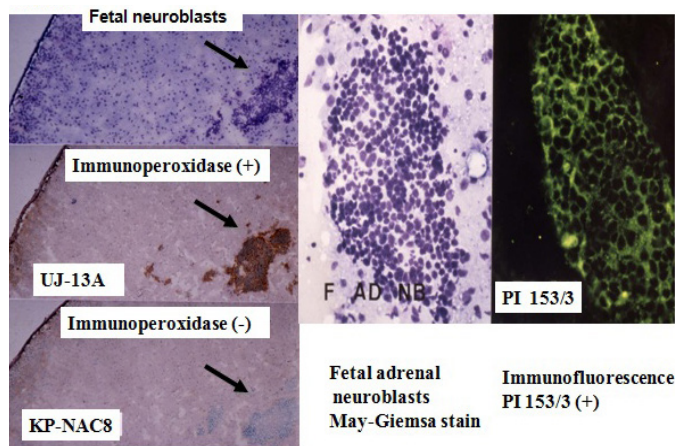 Fetal neuroblasts
Immunoperoxidase (+)
UJ-13A
Immunoperoxidase (-)
KP-NAC8
F AD NB
PI 153/3
Fetal adrenal
neuroblasts
May-Giemsa stain
Immunofluorescence
PI 153/3 (+)